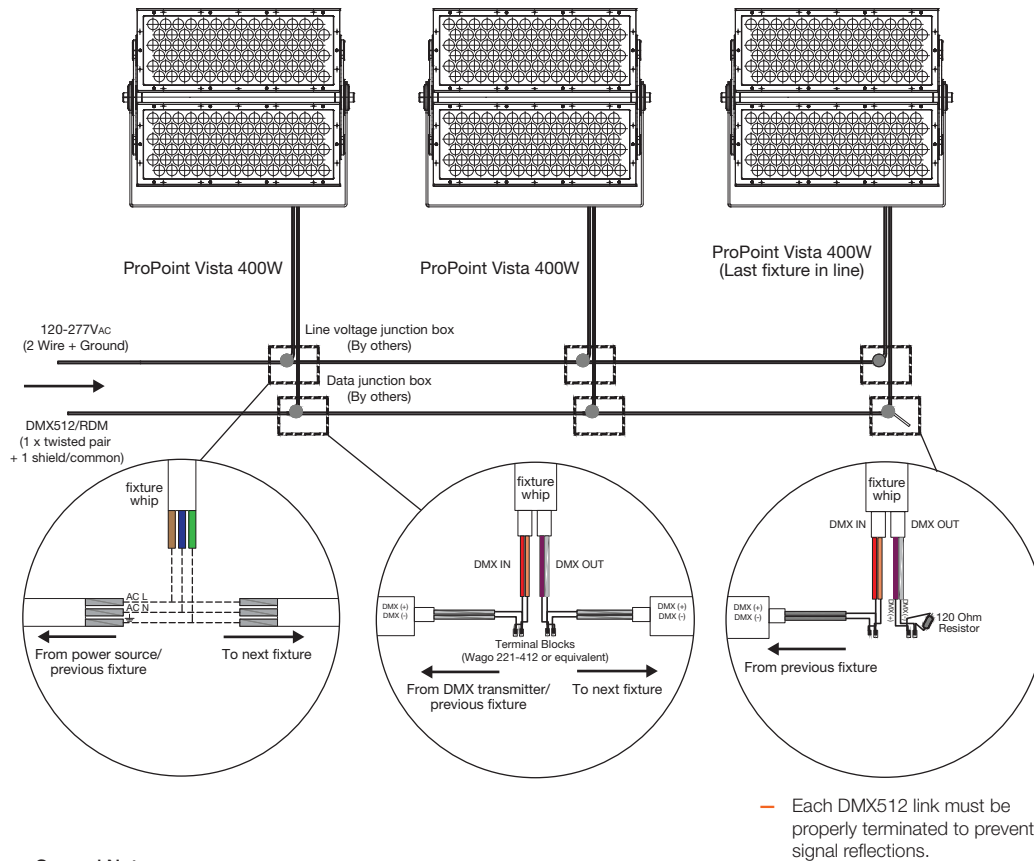 ProPoint Vista 400W
ProPoint Vista 400W
ProPoint Vista 400W
(Last fixture in line)
120-277VAC
(2 Wire + Ground)
Line voltage junction box
(By others)
Data junction box
(By others)
DMX512/RDM
(1 x twisted pair
+ 1 shield/common)
fixture
whip
AC L
AC N
From power source/
previous fixture
To next fixture
fixture
whip
DMX IN
DMX OUT
DMX (+)
DMX (-)
DMX (+)
DMX (-)
Terminal Blocks
(Wago 221-412 or equivalent)
From DMX transmitter/
previous fixture
To next fixture
fixture
whip
DMX IN
DMX OUT
DMX (+)
DMX (-)
DMX (+)
120 Ohm
Resistor
From previous fixture
– Each DMX512 link must be
properly terminated to prevent
signal reflections.